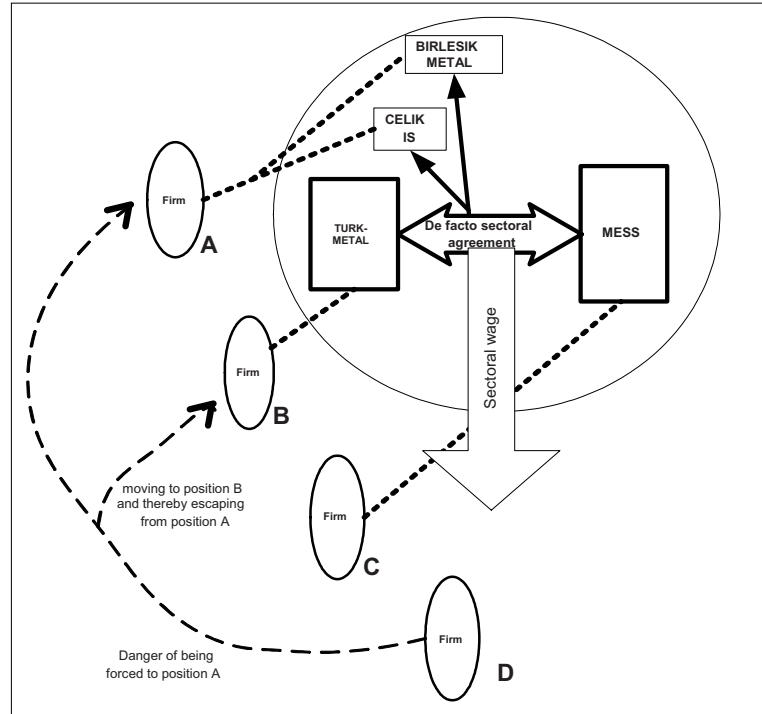 BIRLESIK
METAL
CELIK
IS
Firm
A
TURK-
METAL
De facto sectoral
agreement
MESS
Sectoral wage
Firm
B
moving to position B
and thereby escaping
from position A
Firm
C
Firm
D
Danger of being
forced to position A